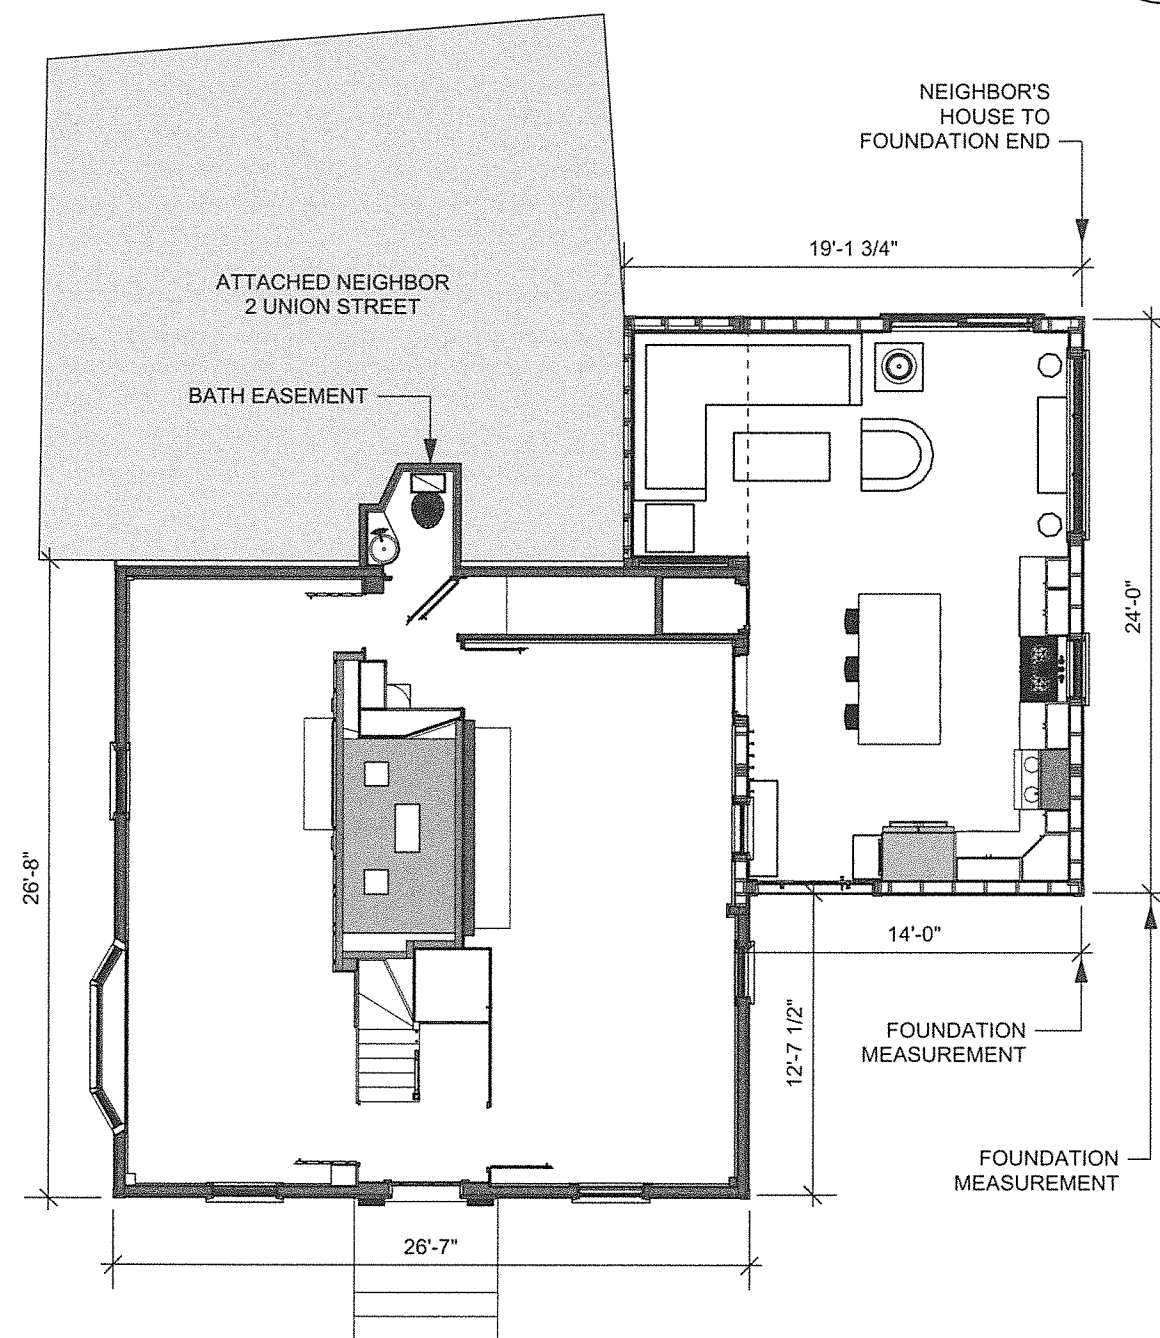 NEIGHBOR'S
HOUSE TO
FOUNDATION END
19'-1 3/4"
ATTACHED NEIGHBOR
2 UNION STREET
BATH EASEMENT
24'-0"
26'-8"
14'-0"
12'-7 1/2"
FOUNDATION
MEASUREMENT
FOUNDATION
MEASUREMENT
26'-7"